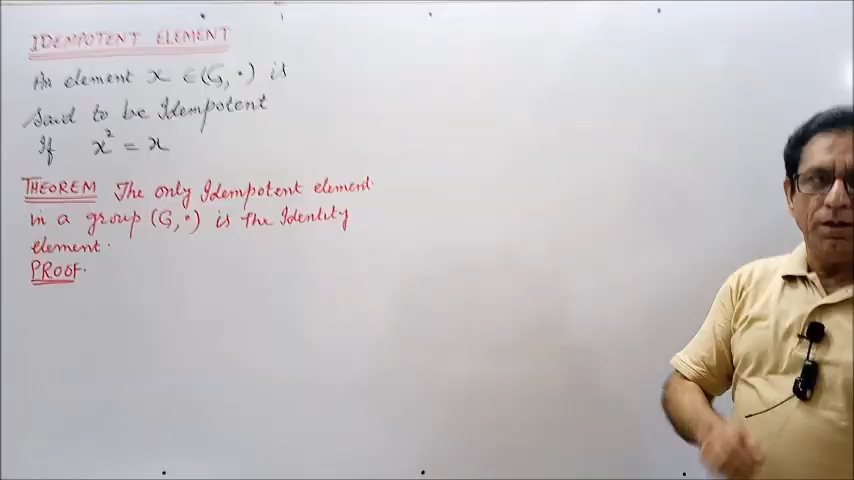 IDEMPOTENT ELEMENT
An element x ∈ (G, •) is
said to be Idempotent
If x² = x
THEOREM The only Idempotent element
in a group (G, •) is the Identity
element.
PROOF.